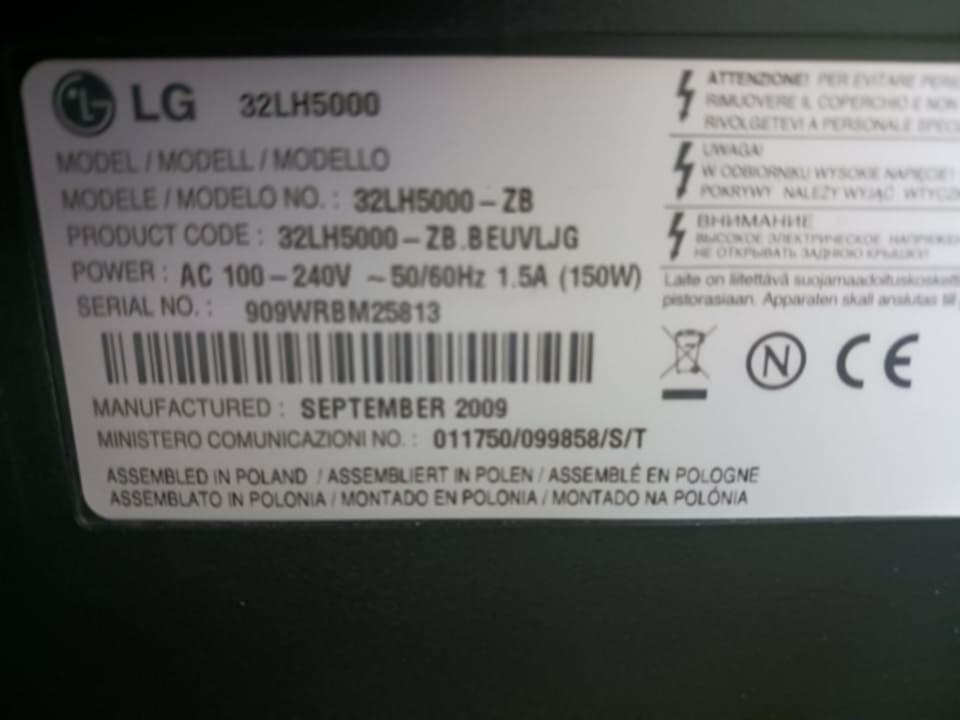 LG 32LH5000
MODEL / MODELL / MODELLO
MODELE / MODELO NO. : 32LH5000-ZB
PRODUCT CODE : 32LH5000-ZB.BEUVLJG
POWER : AC 100-240V ~50/60Hz 1.5A (150W)
SERIAL NO. : 909WRBM25813
MANUFACTURED : SEPTEMBER 2009
MINISTERO COMUNICAZIONI NO. : 011750/099858/S/T
ASSEMBLED IN POLAND / ASSEMBLIERT IN POLEN / ASSEMBLÉ EN POLOGNE
ASSEMBLATO IN POLONIA / MONTADO EN POLONIA / MONTADO NA POLÓNIA
ATTENZIONE! PER EVITARE
RIMUOVERE IL COPERCHIO E NON
RIVOLGETEVI A PERSONALE
UWAGA!
W ODBIORNIKU WYSOKIE NAPIĘCIE!
POKRYWY NALEŻY WYJĄĆ
ВНИМАНИЕ
ВЫСОКОЕ ЭЛЕКТРИЧЕСКОЕ
НЕ ОТКРЫВАТЬ ЗАДНЮЮ КРЫШКУ!
Laite on liitettävä
pistorasiaan. Apparaten skall anslutas till
N CE